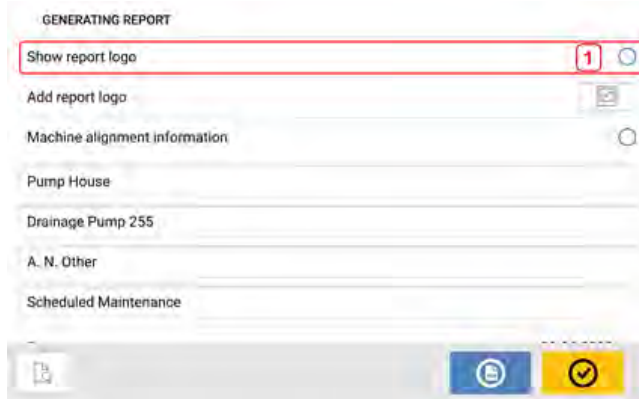 GENERATING REPORT
Show report logo 1
Add report logo
Machine alignment information
Pump House
Drainage Pump 255
A. N. Other
Scheduled Maintenance